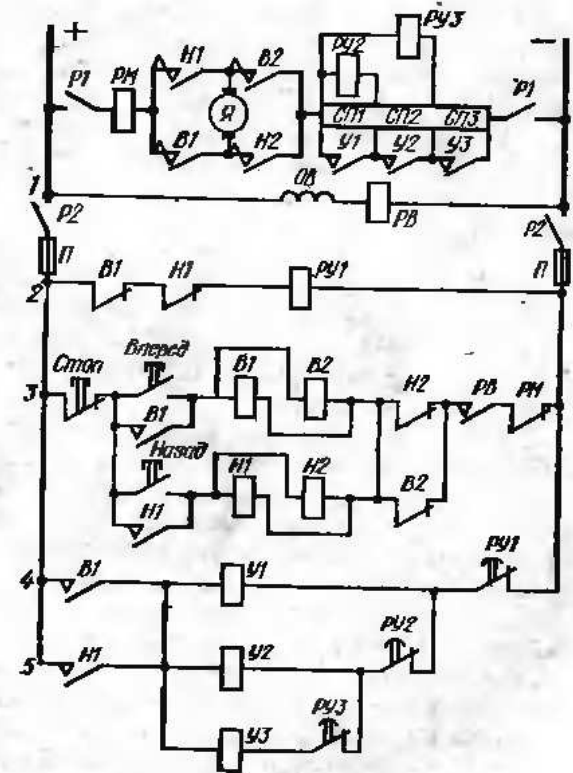 + −
РУ3
РУ2
Р1 РМ Н1 В2 Р1
Я СП1 СП2 СП3
В1 Н2 У1 У2 У3
1 ОВ
Р2 РВ Р2
П П
В1 Н1 РУ1
2
Вперед В1 В2
Стоп Н2 РВ РМ
3
В1
Назад Н1 Н2 В2
Н1
В1 У1 РУ1
4
Н1 У2 РУ2
5
У3 РУ3